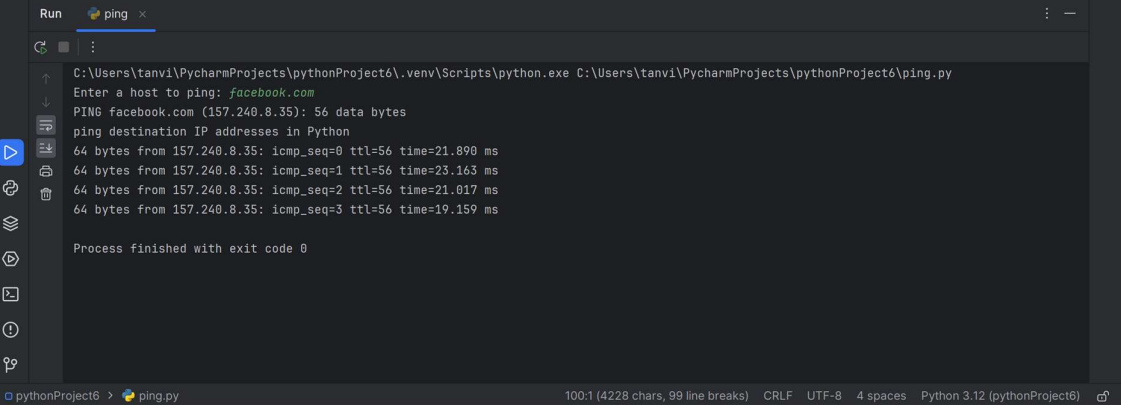 Run ping
C:\Users\tanvi\PycharmProjects\pythonProject6\.venv\Scripts\python.exe C:\Users\tanvi\PycharmProjects\pythonProject6\ping.py
Enter a host to ping: facebook.com
PING facebook.com (157.240.8.35): 56 data bytes
ping destination IP addresses in Python
64 bytes from 157.240.8.35: icmp_seq=0 ttl=56 time=21.890 ms
64 bytes from 157.240.8.35: icmp_seq=1 ttl=56 time=23.163 ms
64 bytes from 157.240.8.35: icmp_seq=2 ttl=56 time=21.017 ms
64 bytes from 157.240.8.35: icmp_seq=3 ttl=56 time=19.159 ms
Process finished with exit code 0
pythonProject6 > ping.py 100:1 (4228 chars, 99 line breaks) CRLF UTF-8 4 spaces Python 3.12 (pythonProject6)